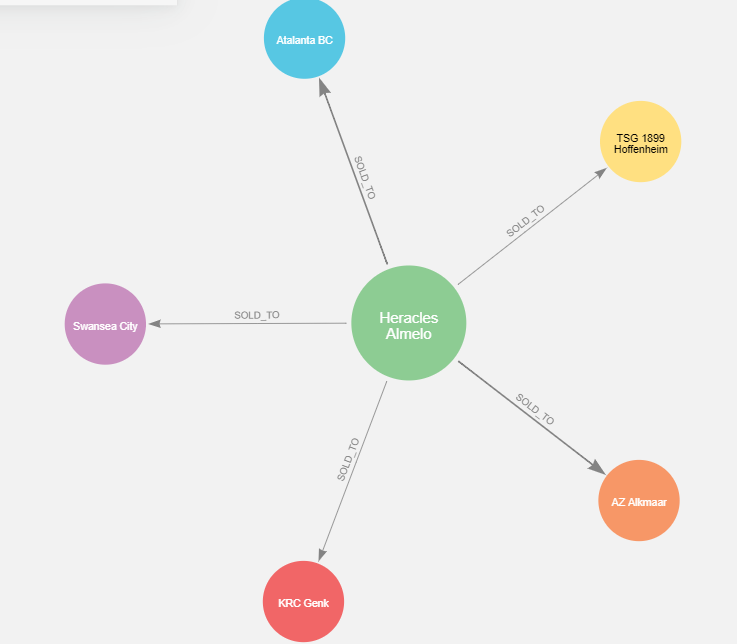 Atalanta BC
TSG 1899
Hoffenheim
SOLD_TO
SOLD_TO
Swansea City
SOLD_TO
Heracles
Almelo
SOLD_TO
SOLD_TO
AZ Alkmaar
KRC Genk